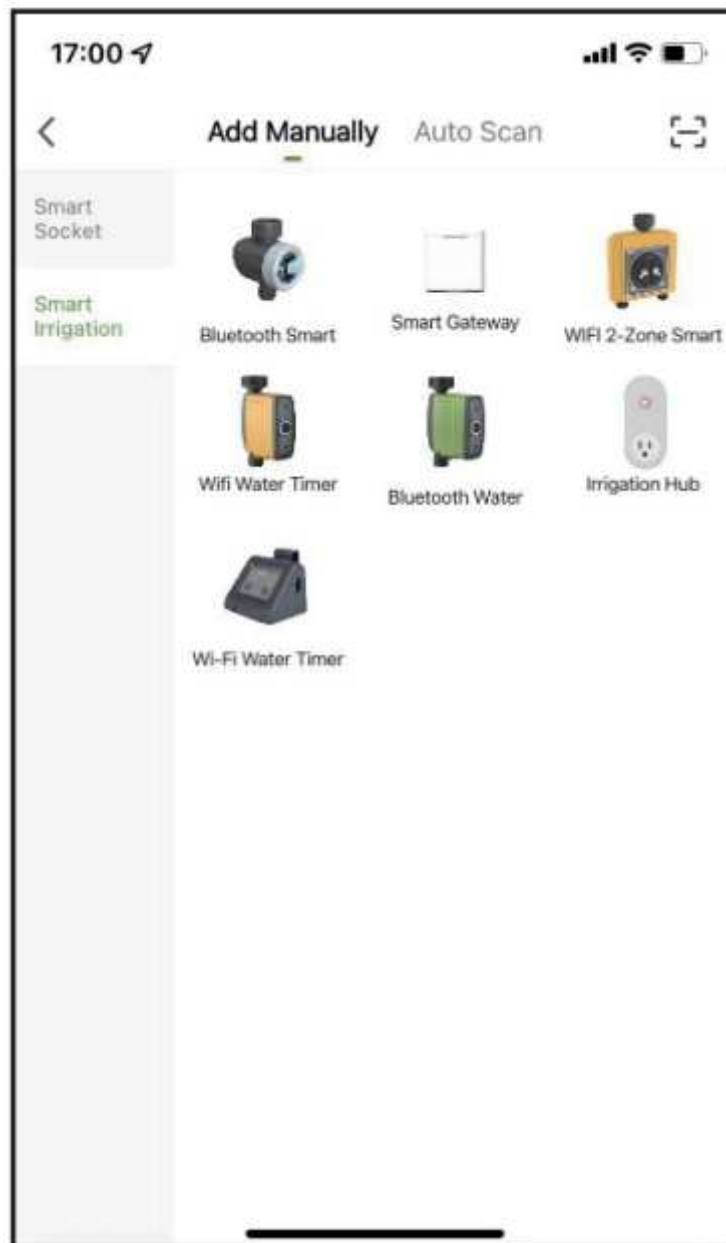 17:00
Add Manually
Auto Scan
Smart
Socket
Smart
Irrigation
Bluetooth Smart
Smart Gateway
WIFI 2-Zone Smart
Wifi Water Timer
Bluetooth Water
Irrigation Hub
Wi-Fi Water Timer